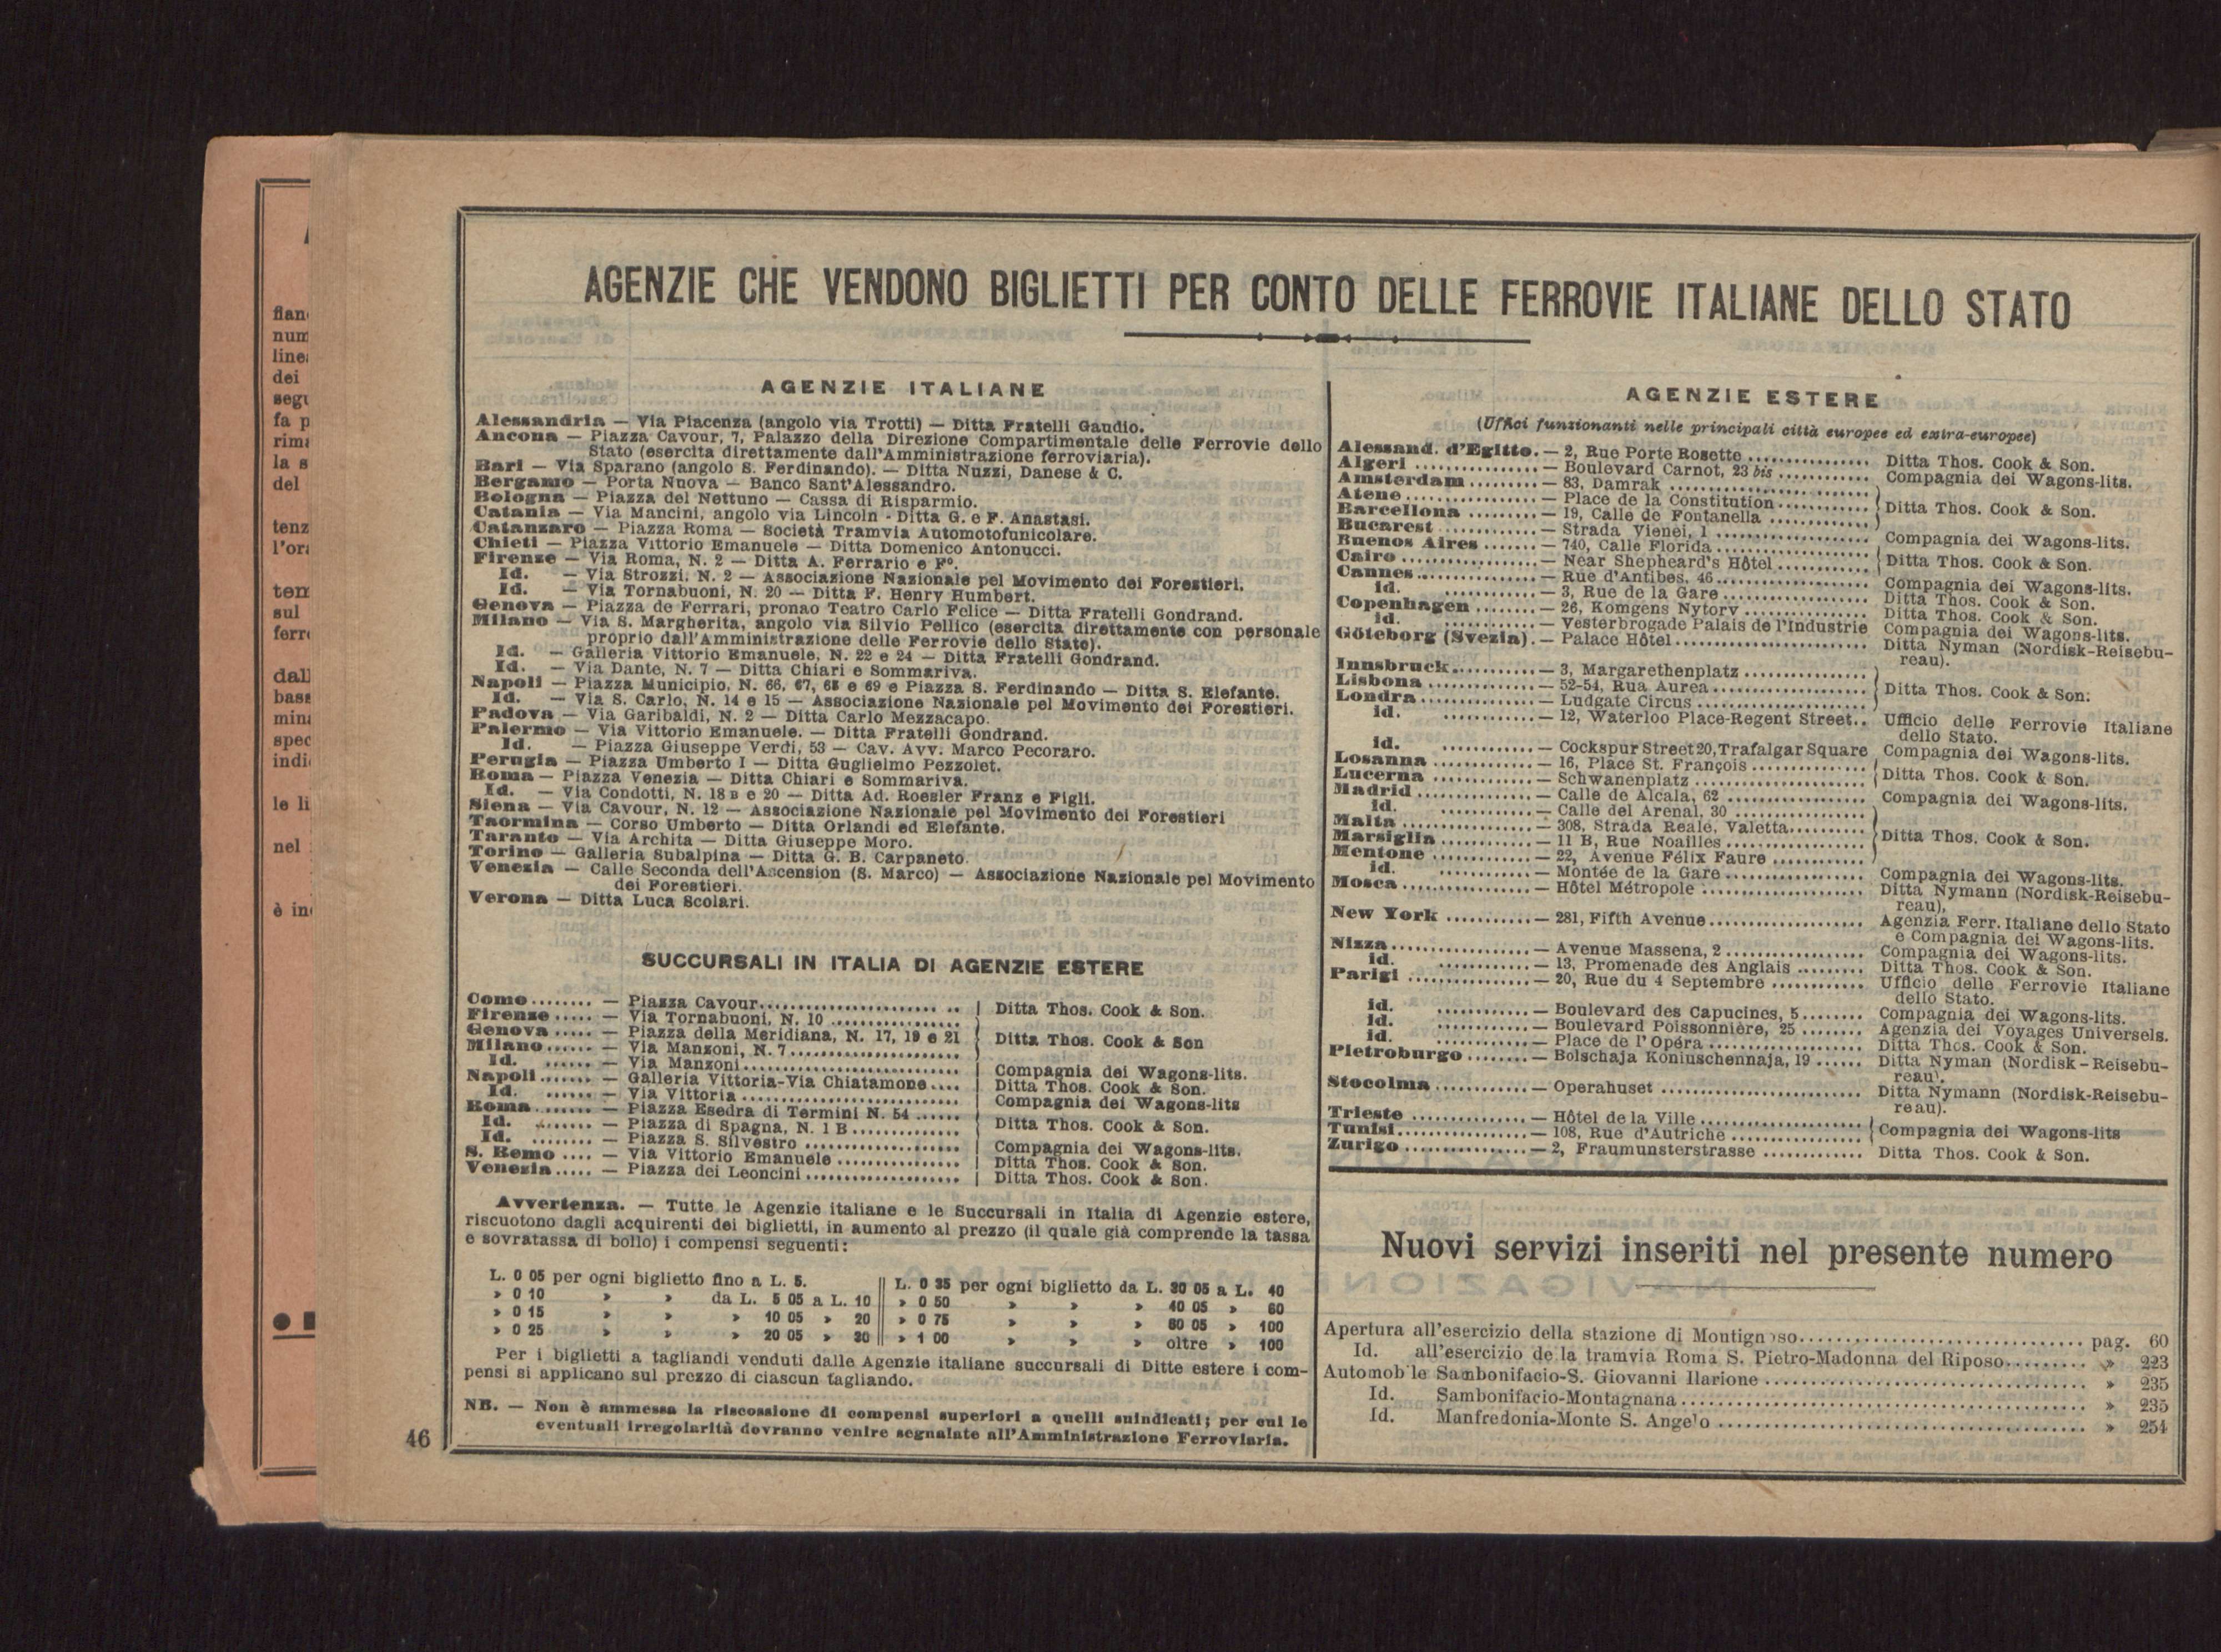 AGENZIE CHE VENDONO BIGLIETTI PER CONTO DELLE FERROVIE ITALIANE DELLO STATO
AGENZIE ITALIANE
Alessandria — Via Piacenza (angolo via Trotti) — Ditta Fratelli Gaudio.
Ancona — Piazza Cavour, 7, Palazzo della Direzione Compartimentale delle Ferrovie dello
Stato (esercita direttamente dall'Amministrazione ferroviaria).
Bari — Via Sparano (angolo S. Ferdinando). — Ditta Nuzzi, Danese & C.
Bergamo — Porta Nuova — Banco Sant'Alessandro.
Bologna — Piazza del Nettuno — Cassa di Risparmio.
Catania — Via Mancini, angolo via Lincoln - Ditta G. e F. Anastasi.
Catanzaro — Piazza Roma — Società Tramvia Automotofunicolare.
Chieti — Piazza Vittorio Emanuele — Ditta Domenico Antonucci.
Firenze — Via Roma, N. 2 — Ditta A. Ferrario e Fº.
Id. — Via Strozzi, N. 2 — Associazione Nazionale pel Movimento dei Forestieri.
Id. — Via Tornabuoni, N. 20 — Ditta F. Henry Humbert.
Genova — Piazza de Ferrari, pronao Teatro Carlo Felice — Ditta Fratelli Gondrand.
Milano — Via S. Margherita, angolo via Silvio Pellico (esercita direttamente con personale
proprio dall'Amministrazione delle Ferrovie dello Stato).
Id. — Galleria Vittorio Emanuele, N. 22 e 24 — Ditta Fratelli Gondrand.
Id. — Via Dante, N. 7 — Ditta Chiari e Sommariva.
Napoli — Piazza Municipio, N. 66, 67, 68 e 69 e Piazza S. Ferdinando — Ditta S. Elefante.
Id. — Via S. Carlo, N. 14 e 15 — Associazione Nazionale pel Movimento dei Forestieri.
Padova — Via Garibaldi, N. 2 — Ditta Carlo Mezzacapo.
Palermo — Via Vittorio Emanuele. — Ditta Fratelli Gondrand.
Id. — Piazza Giuseppe Verdi, 53 — Cav. Avv. Marco Pecoraro.
Perugia — Piazza Umberto I — Ditta Guglielmo Pezzolet.
Roma — Piazza Venezia — Ditta Chiari e Sommariva.
Id. — Via Condotti, N. 18 B e 20 — Ditta Ad. Roesler Franz e Figli.
Siena — Via Cavour, N. 12 — Associazione Nazionale pel Movimento dei Forestieri
Taormina — Corso Umberto — Ditta Orlandi ed Elefante.
Taranto — Via Archita — Ditta Giuseppe Moro.
Torino — Galleria Subalpina — Ditta G. B. Carpaneto.
Venezia — Calle Seconda dell'Ascension (S. Marco) — Associazione Nazionale pel Movimento
dei Forestieri.
Verona — Ditta Luca Scolari.
SUCCURSALI IN ITALIA DI AGENZIE ESTERE
Como ........ — Piazza Cavour ........ | Ditta Thos. Cook & Son.
Firenze ..... — Via Tornabuoni, N. 10 ........
Genova ..... — Piazza della Meridiana, N. 17, 19 e 21 } Ditta Thos. Cook & Son
Milano ...... — Via Manzoni, N. 7 ........
Id. ...... — Via Manzoni ........ | Compagnia dei Wagons-lits.
Napoli ....... — Galleria Vittoria-Via Chiatamone .... Ditta Thos. Cook & Son.
Id. ...... — Via Vittoria ........ Compagnia dei Wagons-lits
Roma ........ — Piazza Esedra di Termini N. 54 ......
Id. ........ — Piazza di Spagna, N. 1 B ........ } Ditta Thos. Cook & Son.
Id. ........ — Piazza S. Silvestro ........ Compagnia dei Wagons-lits.
S. Remo .... — Via Vittorio Emanuele ........ Ditta Thos. Cook & Son.
Venezia ..... — Piazza dei Leoncini ........ | Ditta Thos. Cook & Son.
Avvertenza. — Tutte le Agenzie italiane e le Succursali in Italia di Agenzie estere,
riscuotono dagli acquirenti dei biglietti, in aumento al prezzo (il quale già comprende la tassa
e sovratassa di bollo) i compensi seguenti:
L. 0 05 per ogni biglietto fino a L. 5.
» 0 10 » » da L. 5 05 a L. 10
» 0 15 » » » 10 05 » 20
» 0 25 » » » 20 05 » 30
L. 0 35 per ogni biglietto da L. 30 05 a L. 40
» 0 50 » » » 40 05 » 60
» 0 75 » » » 60 05 » 100
» 1 00 » » » oltre » 100
Per i biglietti a tagliandi venduti dalle Agenzie italiane succursali di Ditte estere i com-
pensi si applicano sul prezzo di ciascun tagliando.
NB. — Non è ammessa la riscossione di compensi superiori a quelli suindicati; per cui le
eventuali irregolarità dovranno venire segnalate all'Amministrazione Ferroviaria.
46
AGENZIE ESTERE
(Uffici funzionanti nelle principali città europee ed extra-europee)
Alessand. d'Egitto. — 2, Rue Porte Rosette ........ Ditta Thos. Cook & Son.
Algeri ........ — Boulevard Carnot, 23 bis ........ Compagnia dei Wagons-lits.
Amsterdam ........ — 83, Damrak ........
Atene ........ — Place de la Constitution ........ } Ditta Thos. Cook & Son.
Barcellona ........ — 19, Calle de Fontanella ........
Bucarest ........ — Strada Vienei, 1 ........ Compagnia dei Wagons-lits.
Buenos Aires ....... — 740, Calle Florida ........
Cairo ........ — Near Shepheard's Hôtel ........ } Ditta Thos. Cook & Son.
Cannes ........ — Rue d'Antibes, 46 ........ Compagnia dei Wagons-lits.
id. ........ — 3, Rue de la Gare ........ Ditta Thos. Cook & Son.
Copenhagen ........ — 26, Komgens Nytorv ........ Ditta Thos. Cook & Son.
id. ........ — Vesterbrogade Palais de l'Industrie Compagnia dei Wagons-lits.
Göteborg (Svezia). — Palace Hôtel ........ Ditta Nyman (Nordisk-Reisebu-
reau).
Innsbruck ........ — 3, Margarethenplatz ........
Lisbona ........ — 52-54, Rua Aurea ........ } Ditta Thos. Cook & Son.
Londra ........ — Ludgate Circus ........
id. ........ — 12, Waterloo Place-Regent Street.. Ufficio delle Ferrovie Italiane
dello Stato.
id. ........ — Cockspur Street 20, Trafalgar Square Compagnia dei Wagons-lits.
Losanna ........ — 16, Place St. François ........
Lucerna ........ — Schwanenplatz ........ } Ditta Thos. Cook & Son.
Madrid ........ — Calle de Alcala, 62 ........ Compagnia dei Wagons-lits.
id. ........ — Calle del Arenal, 30 ........
Malta ........ — 308, Strada Reale, Valetta ........
Marsiglia ........ — 11 B, Rue Noailles ........ } Ditta Thos. Cook & Son.
Mentone ........ — 22, Avenue Félix Faure ........
id. ........ — Montée de la Gare ........ Compagnia dei Wagons-lits.
Mosca ........ — Hôtel Métropole ........ Ditta Nymann (Nordisk-Reisebu-
reau),
New York ........ — 281, Fifth Avenue ........ Agenzia Ferr. Italiane dello Stato
e Compagnia dei Wagons-lits.
Nizza ........ — Avenue Massena, 2 ........ Compagnia dei Wagons-lits.
id. ........ — 13, Promenade des Anglais ........ Ditta Thos. Cook & Son.
Parigi ........ — 20, Rue du 4 Septembre ........ Ufficio delle Ferrovie Italiane
dello Stato.
id. ........ — Boulevard des Capucines, 5 ........ Compagnia dei Wagons-lits.
id. ........ — Boulevard Poissonnière, 25 ........ Agenzia dei Voyages Universels.
id. ........ — Place de l'Opéra ........ Ditta Thos. Cook & Son.
Pietroburgo ........ — Bolschaja Koniuschennaja, 19 ...... Ditta Nyman (Nordisk-Reisebu-
reau).
Stocolma ........ — Operahuset ........ Ditta Nymann (Nordisk-Reisebu-
reau).
Trieste ........ — Hôtel de la Ville ........
Tunisi ........ — 108, Rue d'Autriche ........ } Compagnia dei Wagons-lits
Zurigo ........ — 2, Fraumunsterstrasse ........ Ditta Thos. Cook & Son.
Nuovi servizi inseriti nel presente numero
Apertura all'esercizio della stazione di Montignoso ........ pag. 60
Id. all'esercizio de la tramvia Roma S. Pietro-Madonna del Riposo ........ » 223
Automob le Sambonifacio-S. Giovanni Ilarione ........ » 235
Id. Sambonifacio-Montagnana ........ » 235
Id. Manfredonia-Monte S. Angelo ........ » 254